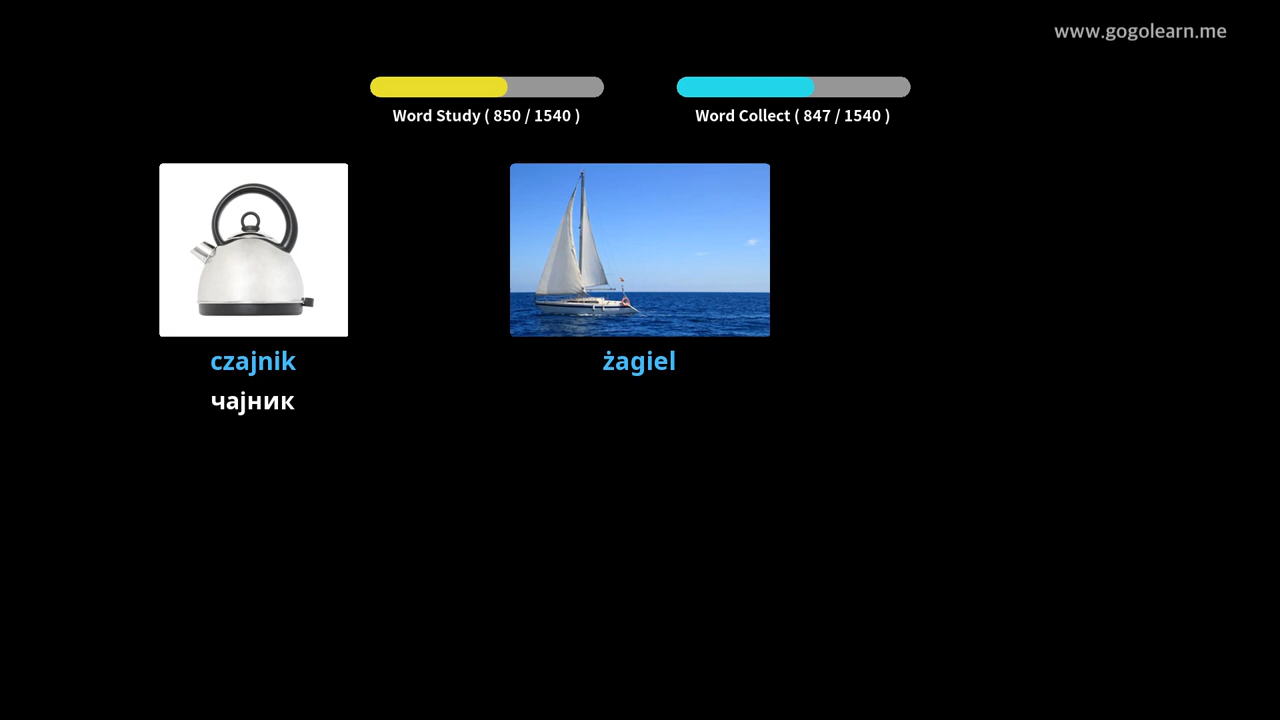 www.gogolearn.me
Word Study ( 850 / 1540 )
Word Collect ( 847 / 1540 )
czajnik
чајник
żagiel